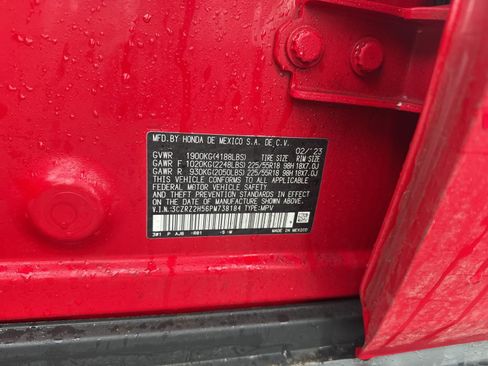 MFD.BY HONDA DE MEXICO S.A. DE C.V.
02/'23
GVWR 1900KG(4188LBS) TIRE SIZE RIM SIZE
GAWR F 1020KG(2248LBS) 225/55R18 98H 18X7.0J
GAWR R 930KG(2050LBS) 225/55R18 98H 18X7.0J
THIS VEHICLE CONFORMS TO ALL APPLICABLE
FEDERAL MOTOR VEHICLE SAFETY
AND THEFT PREVENTION STANDARDS IN EFFECT
ON THE DATE OF MANUFACTURE SHOWN ABOVE.
V.I.N.:3CZRZ2H56PM738184 TYPE:MPV
3W1 P AJB -R81 -G-W
MADE IN MEXICO